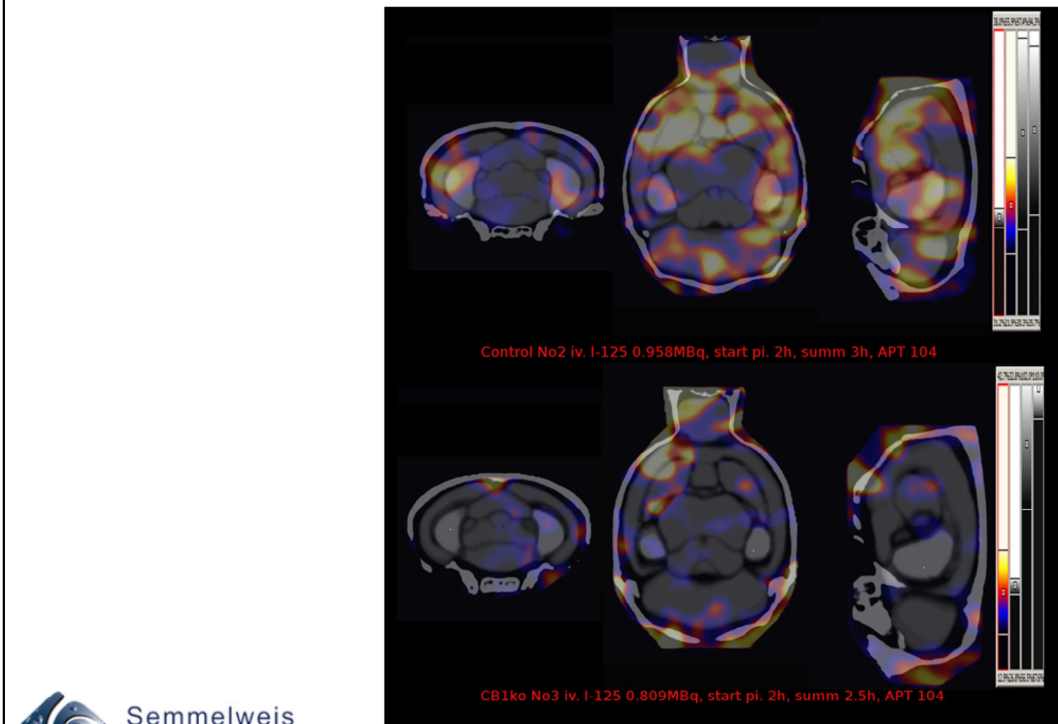 Control No2 iv. I-125 0.958MBq, start pi. 2h, summ 3h, APT 104
CB1ko No3 iv. I-125 0.809MBq, start pi. 2h, summ 2.5h, APT 104
Semmelweis